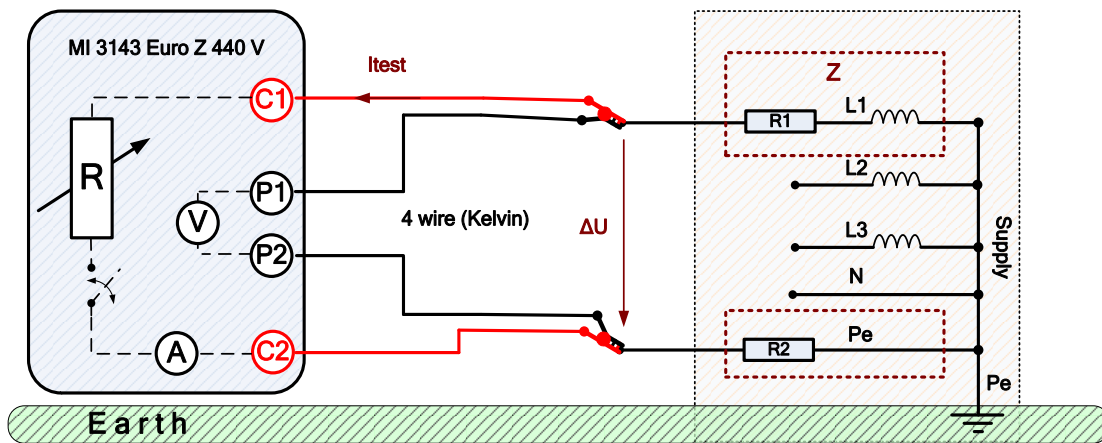 MI 3143 Euro Z 440 V
C1
P1
P2
C2
R
V
A
Itest
4 wire (Kelvin)
ΔU
Z
R1
L1
L2
L3
N
R2
Pe
Supply
Pe
Earth